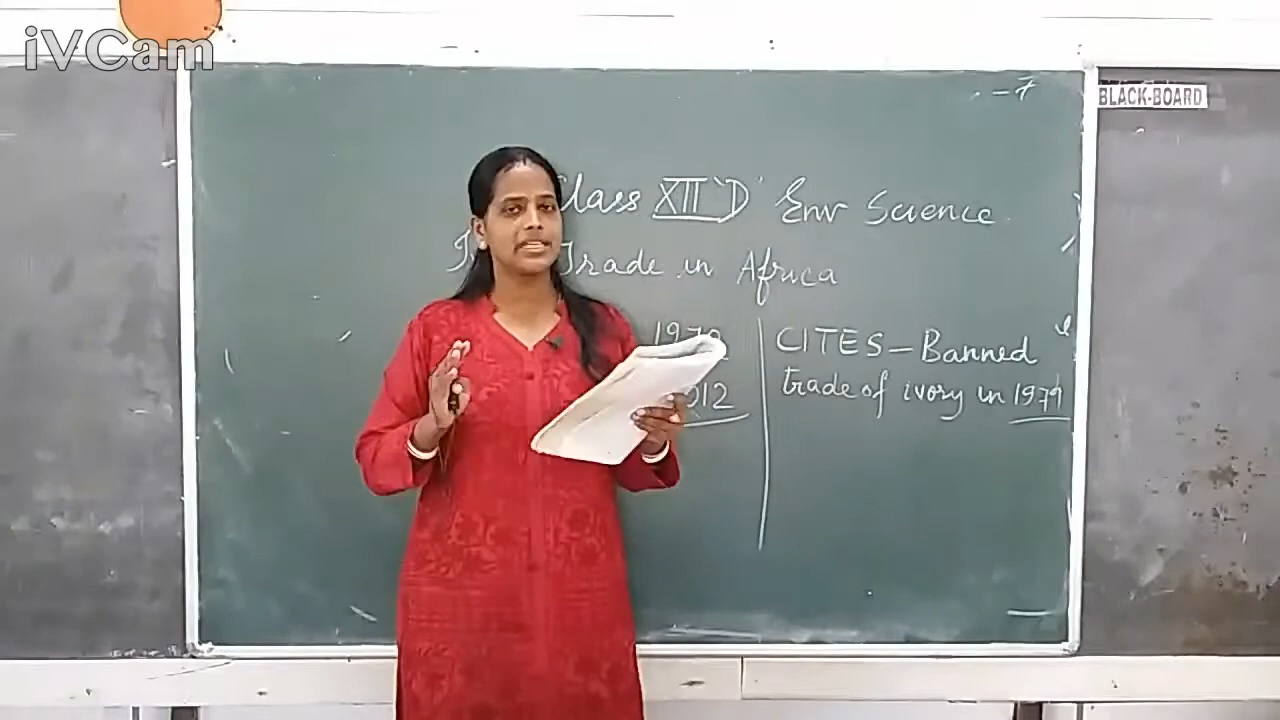 iVCam
BLACK-BOARD
Class XII 'D' Env Science
Trade in Africa
CITES - Banned
trade of ivory in 1979